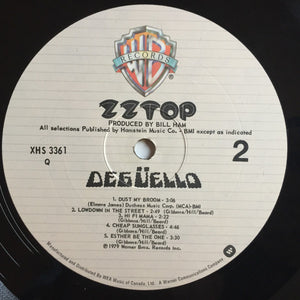 WB
RECORDS
ZZTOP
PRODUCED BY BILL HAM
All selections Published by Hamstein Music Co. - BMI except as indicated
XHS 3361
Q
2
DEGÜELLO
1. DUST MY BROOM - 3:06
(Elmore James) Duchess Music Corp. (MCA)-BMI
2. LOWDOWN IN THE STREET - 2:49 (Gibbons/Hill/Beard)
3. HI FI MAMA - 2:22
(Gibbons/Hill/Beard)
4. CHEAP SUNGLASSES - 4:46
(Gibbons/Hill/Beard)
5. ESTHER BE THE ONE - 3:30
(Gibbons/Hill/Beard)
℗ 1979 Warner Bros. Records Inc.
Manufactured and Distributed by WEA Music of Canada, Ltd. A Warner Communications Company